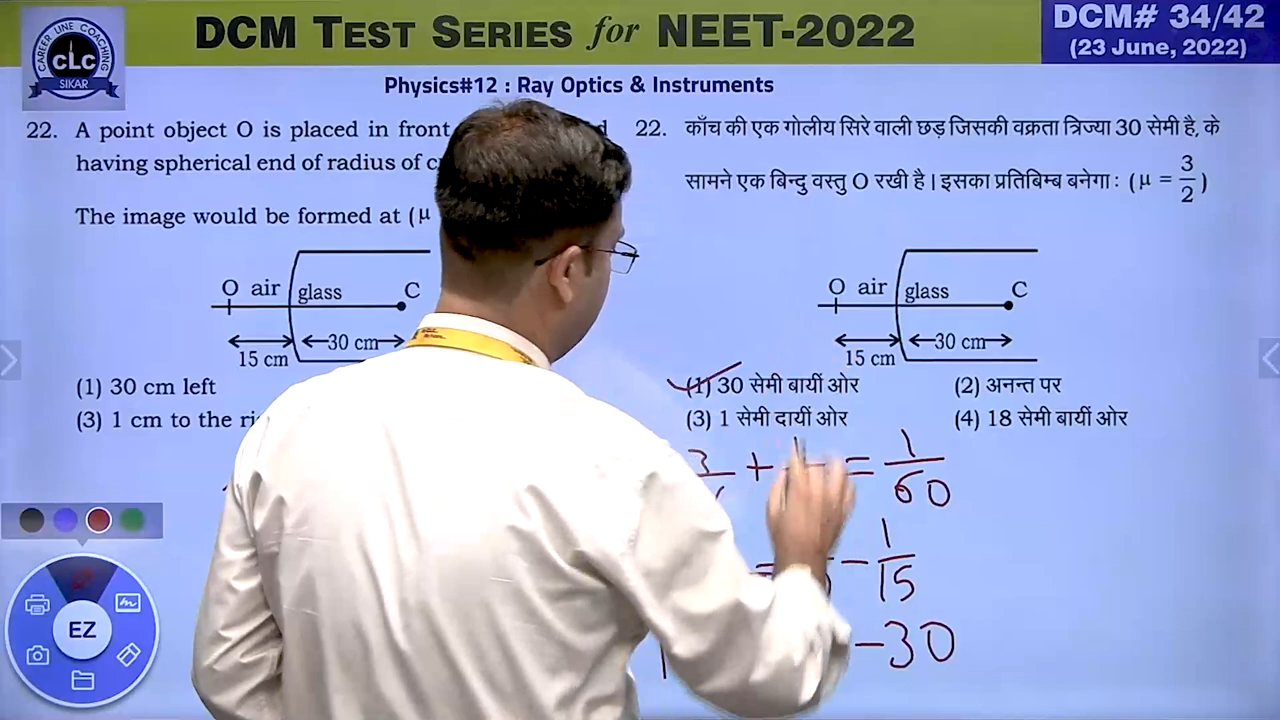 DCM TEST SERIES for NEET-2022
DCM# 34/42
(23 June, 2022)
CAREER LINE COACHING
CLC
SIKAR
Physics#12 : Ray Optics & Instruments
22. A point object O is placed in front
having spherical end of radius of
The image would be formed at (μ
O air glass C
15 cm 30 cm
(1) 30 cm left
(3) 1 cm to the
22. काँच की एक गोलीय सिरे वाली छड़ जिसकी वक्रता त्रिज्या 30 सेमी है, के
सामने एक बिन्दु वस्तु O रखी है। इसका प्रतिबिम्ब बनेगा: (μ = 3/2)
O air glass C
15 cm 30 cm
(1) 30 सेमी बायीं ओर (2) अनन्त पर
(3) 1 सेमी दायीं ओर (4) 18 सेमी बायीं ओर
3 + 1 = 1/60
= - 1/15
-30
EZ